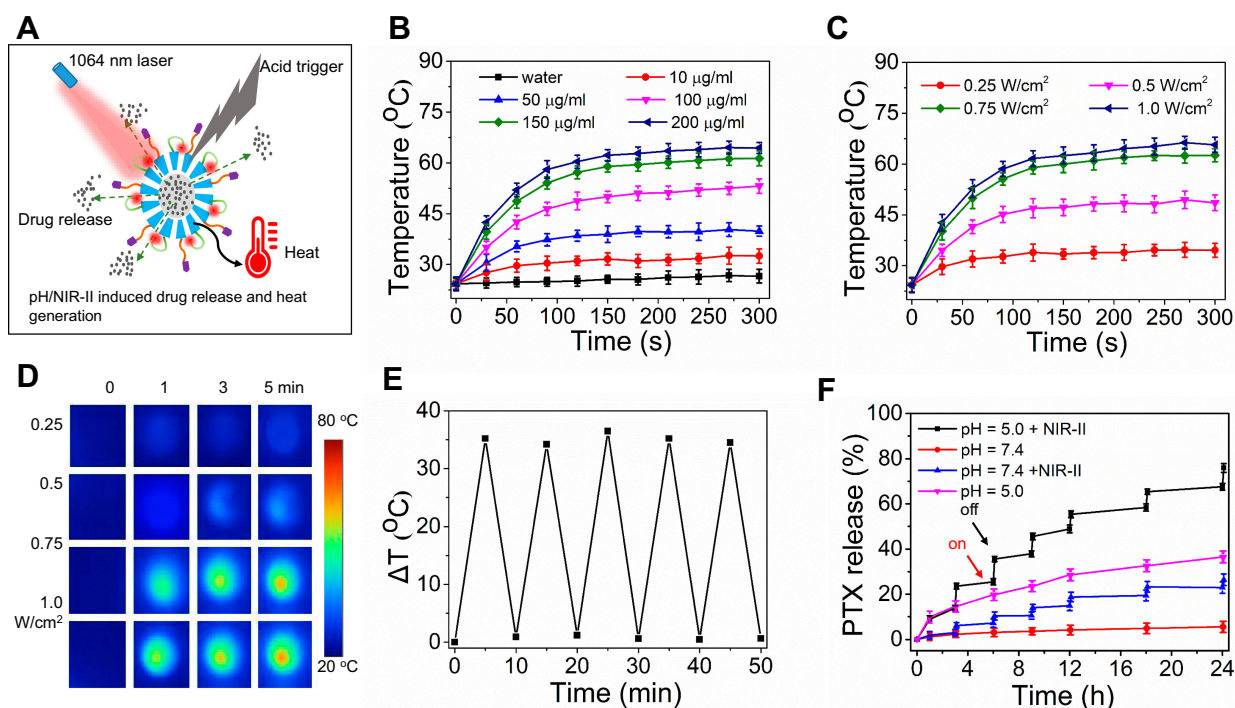 A
1064 nm laser
Acid trigger
Drug release
Heat
pH/NIR-II induced drug release and heat
generation
B
Temperature (⁰C)
90
75
60
45
30
water
10 μg/ml
50 μg/ml
100 μg/ml
150 μg/ml
200 μg/ml
0 50 100 150 200 250 300
Time (s)
C
Temperature (⁰C)
90
75
60
45
30
0.25 W/cm²
0.5 W/cm²
0.75 W/cm²
1.0 W/cm²
0 50 100 150 200 250 300
Time (s)
D
0 1 3 5 min
0.25
0.5
0.75
1.0
W/cm²
80 ⁰C
20 ⁰C
E
ΔT (⁰C)
40
30
20
10
0
0 10 20 30 40 50
Time (min)
F
PTX release (%)
100
80
60
40
20
0
pH = 5.0 + NIR-II
pH = 7.4
pH = 7.4 +NIR-II
pH = 5.0
off
on
0 4 8 12 16 20 24
Time (h)